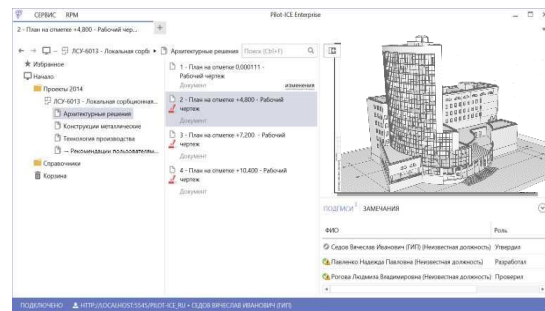 СЕРВИС RPM
Pilot-ICE Enterprise
2 - План на отметке +4,800 - Рабочий чер...
ЛСУ-6013 - Локальная сорб
Архитектурные решения
Поиск (Ctrl+F)
Избранное
Начало
Проекты 2014
ЛСУ-6013 - Локальная сорбционная...
Архитектурные решения
Конструкции металлические
Технология производства
Рекомендации пользователям...
Справочники
Корзина
1 - План на отметке 0,000111 -
Рабочий чертеж
Документ
изменения
2 - План на отметке +4,800 - Рабочий
чертеж
Документ
3 - План на отметке +7,200. - Рабочий
чертеж
Документ
4 - План на отметке +10,400 - Рабочий
чертеж
Документ
ПОДПИСИ ЗАМЕЧАНИЯ
ФИО Роль
Седов Вячеслав Иванович (ГИП) (Неизвестная должность) Утвердил
Павленко Надежда Павловна (Неизвестная должность) Разработал
Рогова Людмила Владимировна (Неизвестная должность) Проверил
ПОДКЛЮЧЕНО HTTP://LOCALHOST:5545/PILOT-ICE_RU • СЕДОВ ВЯЧЕСЛАВ ИВАНОВИЧ (ГИП)